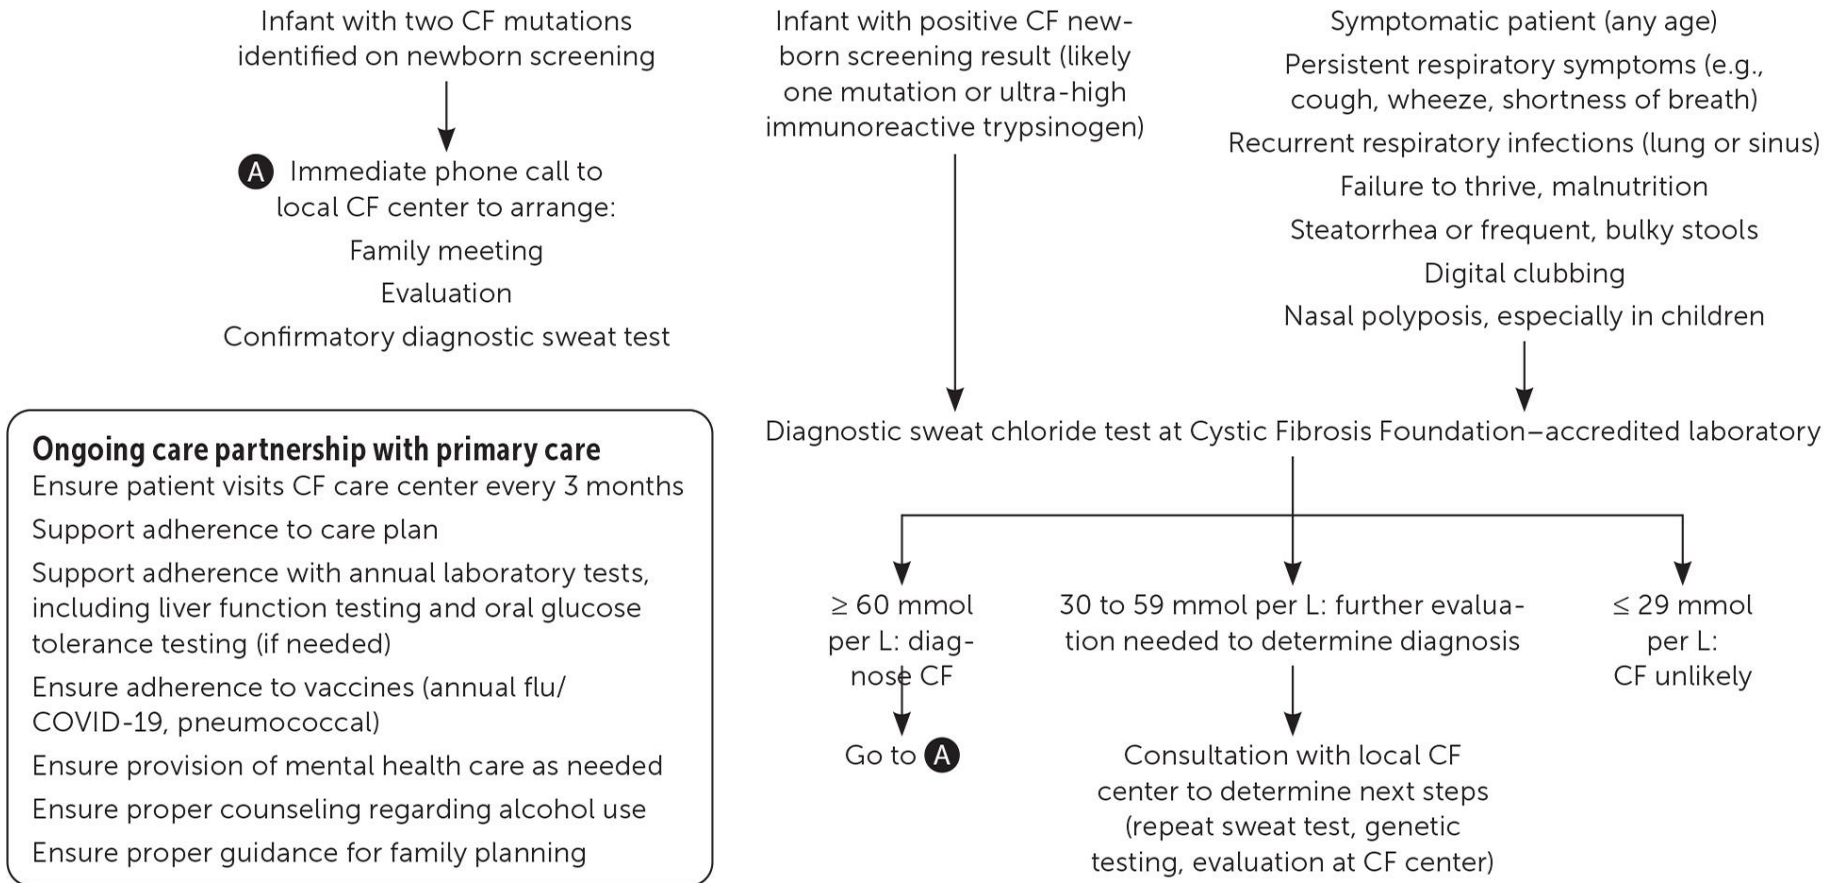 Infant with two CF mutations
identified on newborn screening
A Immediate phone call to
local CF center to arrange:
Family meeting
Evaluation
Confirmatory diagnostic sweat test
Infant with positive CF new-
born screening result (likely
one mutation or ultra-high
immunoreactive trypsinogen)
Symptomatic patient (any age)
Persistent respiratory symptoms (e.g.,
cough, wheeze, shortness of breath)
Recurrent respiratory infections (lung or sinus)
Failure to thrive, malnutrition
Steatorrhea or frequent, bulky stools
Digital clubbing
Nasal polyposis, especially in children
Diagnostic sweat chloride test at Cystic Fibrosis Foundation–accredited laboratory
≥ 60 mmol
per L: diag-
nose CF
Go to A
30 to 59 mmol per L: further evalua-
tion needed to determine diagnosis
Consultation with local CF
center to determine next steps
(repeat sweat test, genetic
testing, evaluation at CF center)
≤ 29 mmol
per L:
CF unlikely
Ongoing care partnership with primary care
Ensure patient visits CF care center every 3 months
Support adherence to care plan
Support adherence with annual laboratory tests,
including liver function testing and oral glucose
tolerance testing (if needed)
Ensure adherence to vaccines (annual flu/
COVID-19, pneumococcal)
Ensure provision of mental health care as needed
Ensure proper counseling regarding alcohol use
Ensure proper guidance for family planning